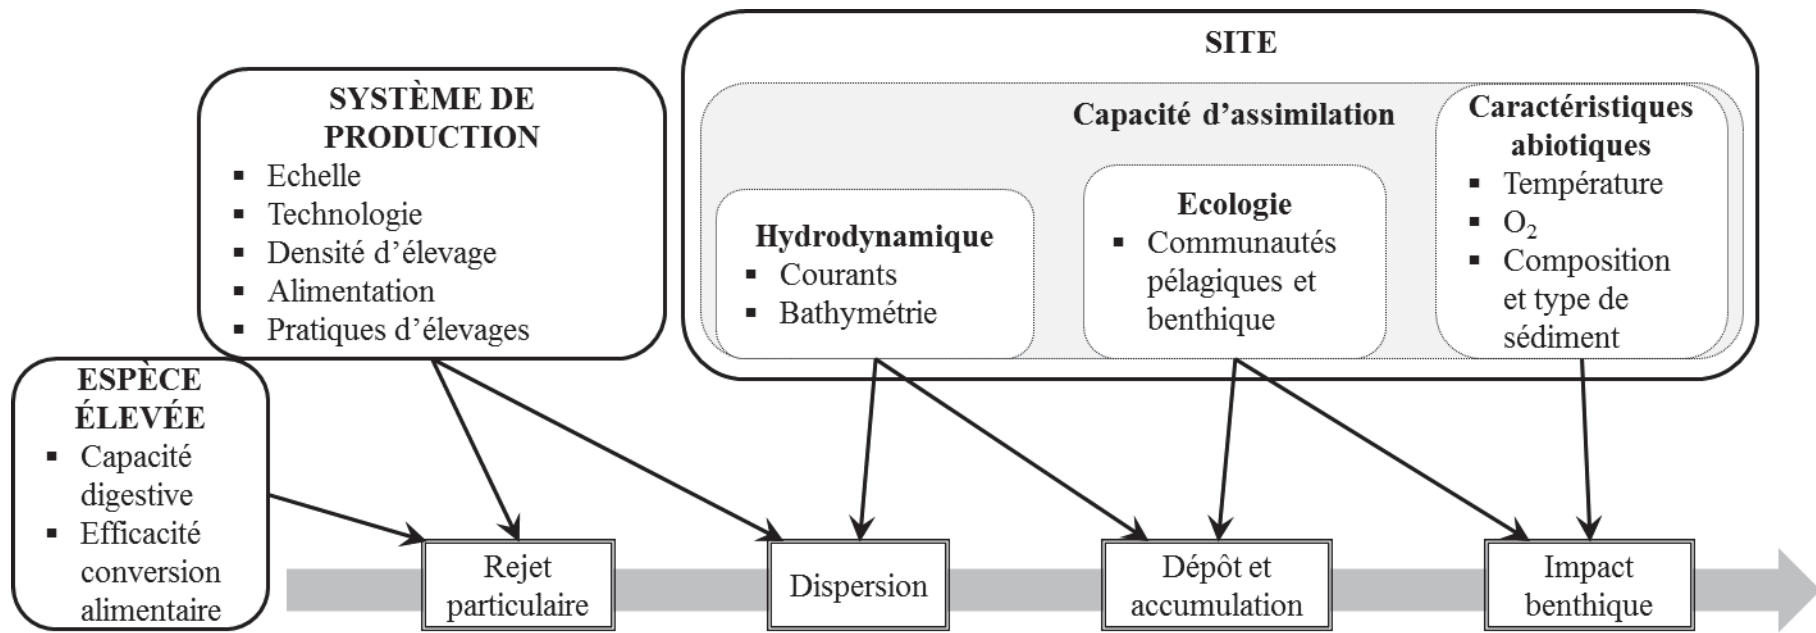 SITE
SYSTÈME DE
PRODUCTION
▪ Echelle
▪ Technologie
▪ Densité d’élevage
▪ Alimentation
▪ Pratiques d’élevages
Capacité d’assimilation
Hydrodynamique
▪ Courants
▪ Bathymétrie
Ecologie
▪ Communautés
pélagiques et
benthique
Caractéristiques
abiotiques
▪ Température
▪ O₂
▪ Composition
et type de
sédiment
ESPÈCE
ÉLEVÉE
▪ Capacité
digestive
▪ Efficacité
conversion
alimentaire
Rejet
particulaire
Dispersion
Dépôt et
accumulation
Impact
benthique